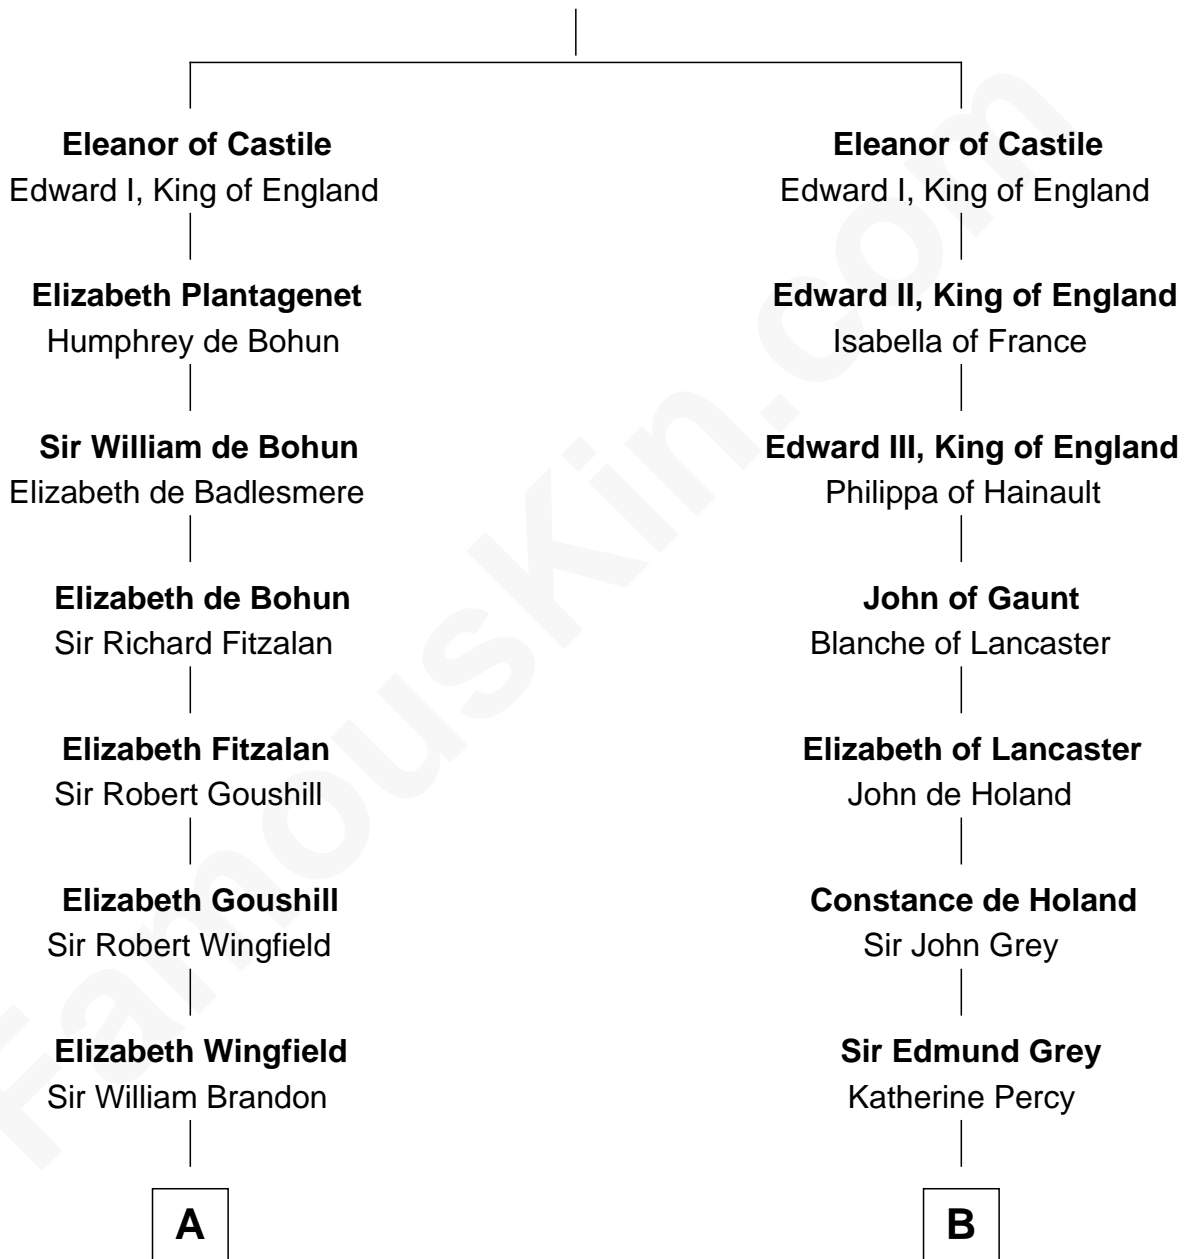 Eleanor of Castile
Edward I, King of England
Elizabeth Plantagenet
Humphrey de Bohun
Sir William de Bohun
Elizabeth de Badlesmere
Elizabeth de Bohun
Sir Richard Fitzalan
Elizabeth Fitzalan
Sir Robert Goushill
Elizabeth Goushill
Sir Robert Wingfield
Elizabeth Wingfield
Sir William Brandon
A
Eleanor of Castile
Edward I, King of England
Edward II, King of England
Isabella of France
Edward III, King of England
Philippa of Hainault
John of Gaunt
Blanche of Lancaster
Elizabeth of Lancaster
John de Holand
Constance de Holand
Sir John Grey
Sir Edmund Grey
Katherine Percy
B
FamousKin.com